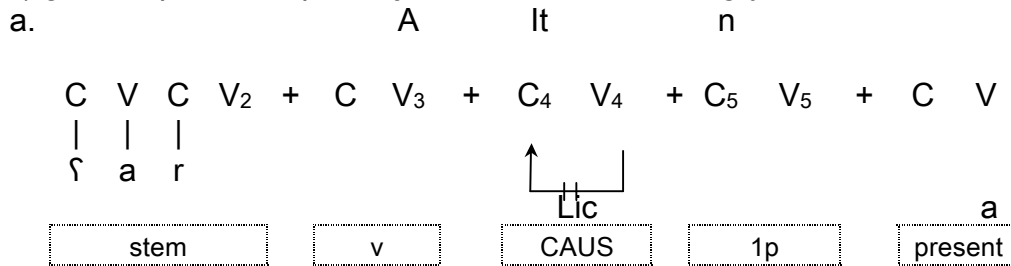 a. A It n
C V C V₂ + C V₃ + C₄ V₄ + C₅ V₅ + C V
ʕ a r
Lic
a
stem v CAUS 1p present